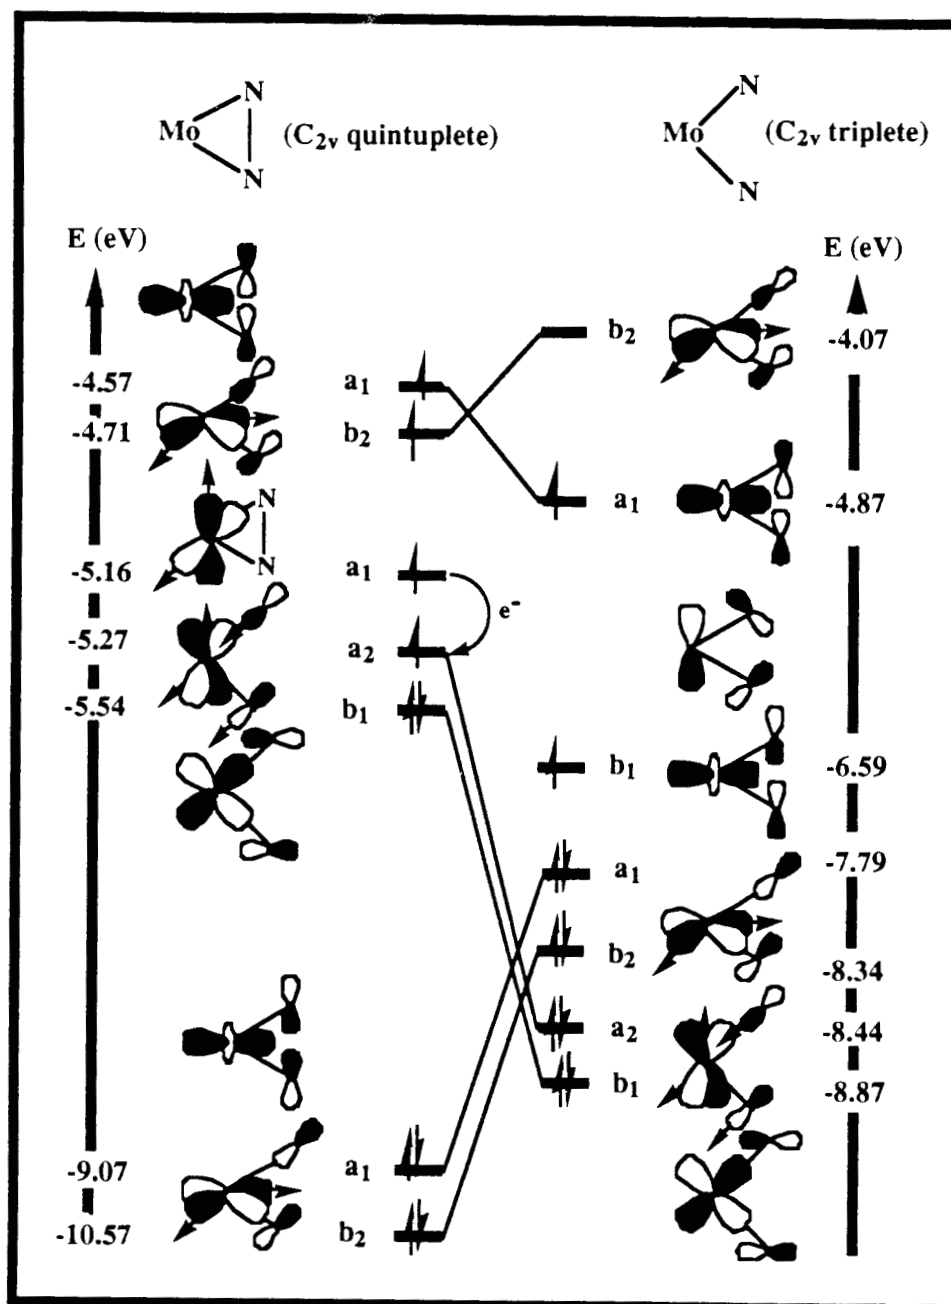 N
Mo
N
(C2v quintuplete)
N
Mo
N
(C2v triplete)
E (eV)
-4.57
-4.71
-5.16
-5.27
-5.54
-9.07
-10.57
N
N
a1
b2
a1
e-
a2
b1
a1
b2
b2
a1
b1
a1
b2
a2
b1
E (eV)
-4.07
-4.87
-6.59
-7.79
-8.34
-8.44
-8.87